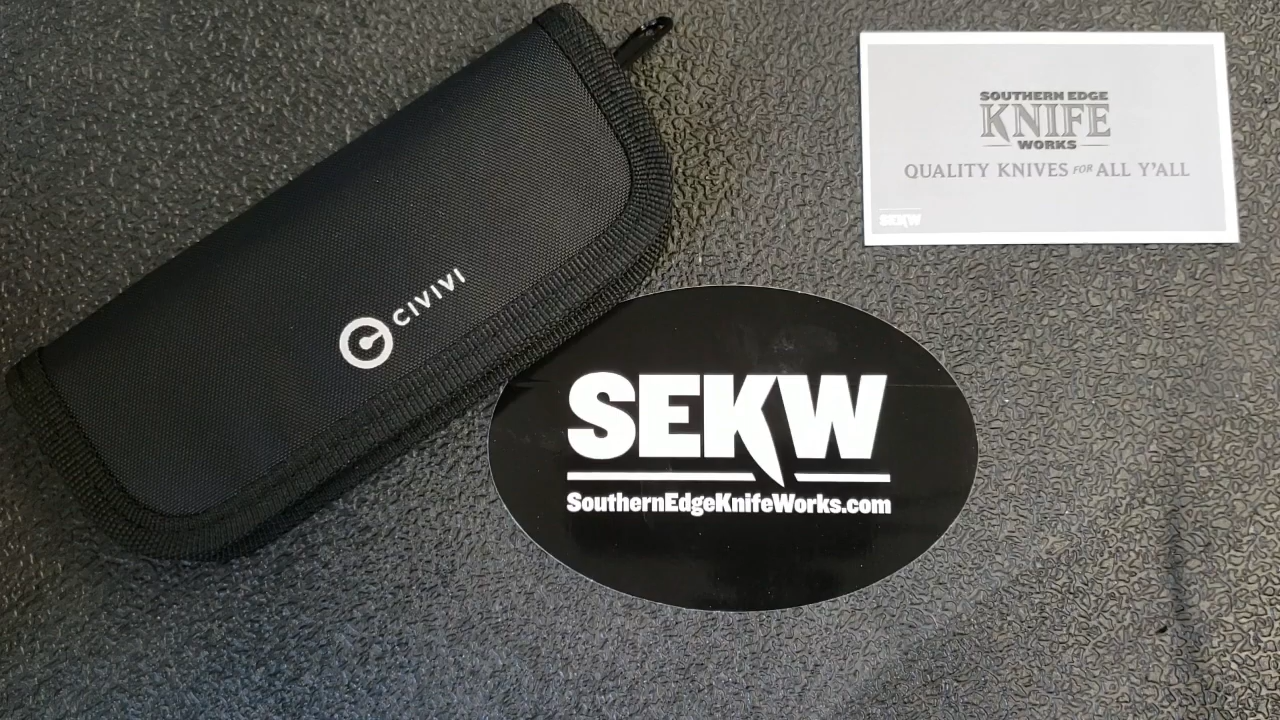 CIVIVI
SOUTHERN EDGE
KNIFE
WORKS
QUALITY KNIVES FOR ALL Y'ALL
SEKW
SEKW
SouthernEdgeKnifeWorks.com